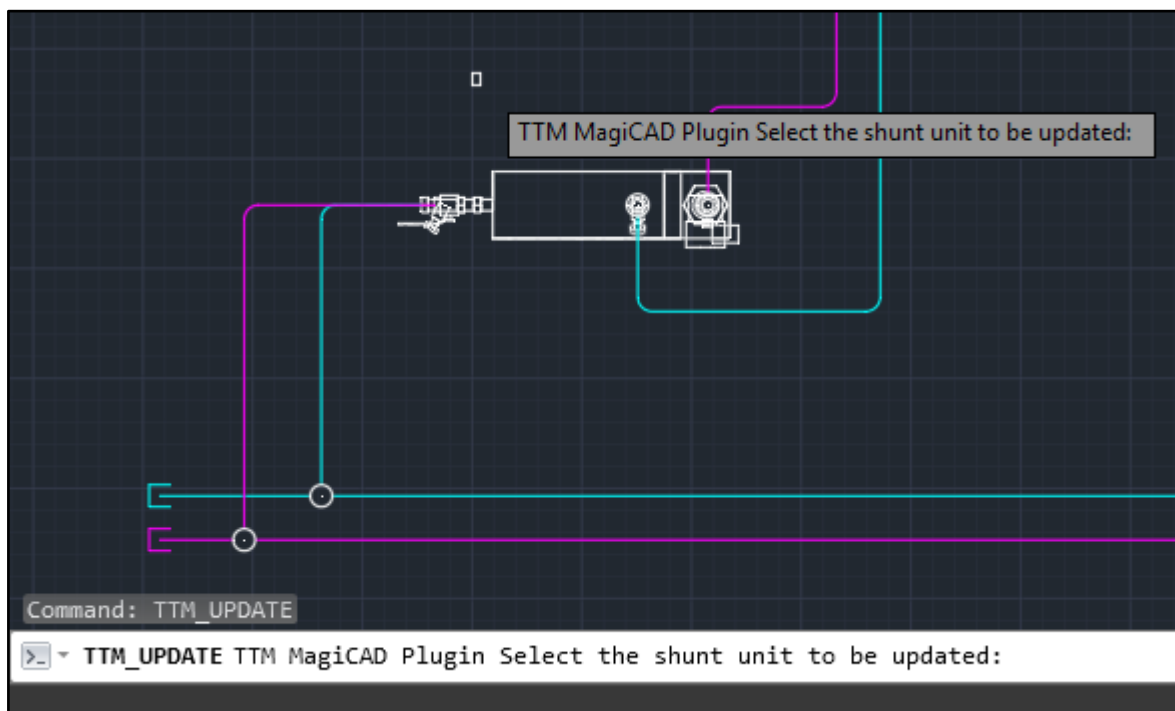 TTM MagiCAD Plugin Select the shunt unit to be updated:
Command: TTM_UPDATE
TTM_UPDATE TTM MagiCAD Plugin Select the shunt unit to be updated: